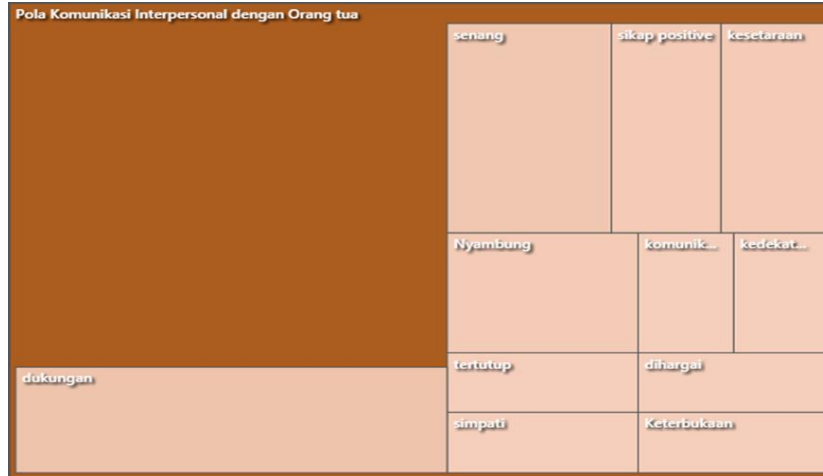 Pola Komunikasi Interpersonal dengan Orang tua
senang
sikap positive
kesetaraan
Nyambung
komunik...
kedekat...
dukungan
tertutup
dihargai
simpati
Keterbukaan